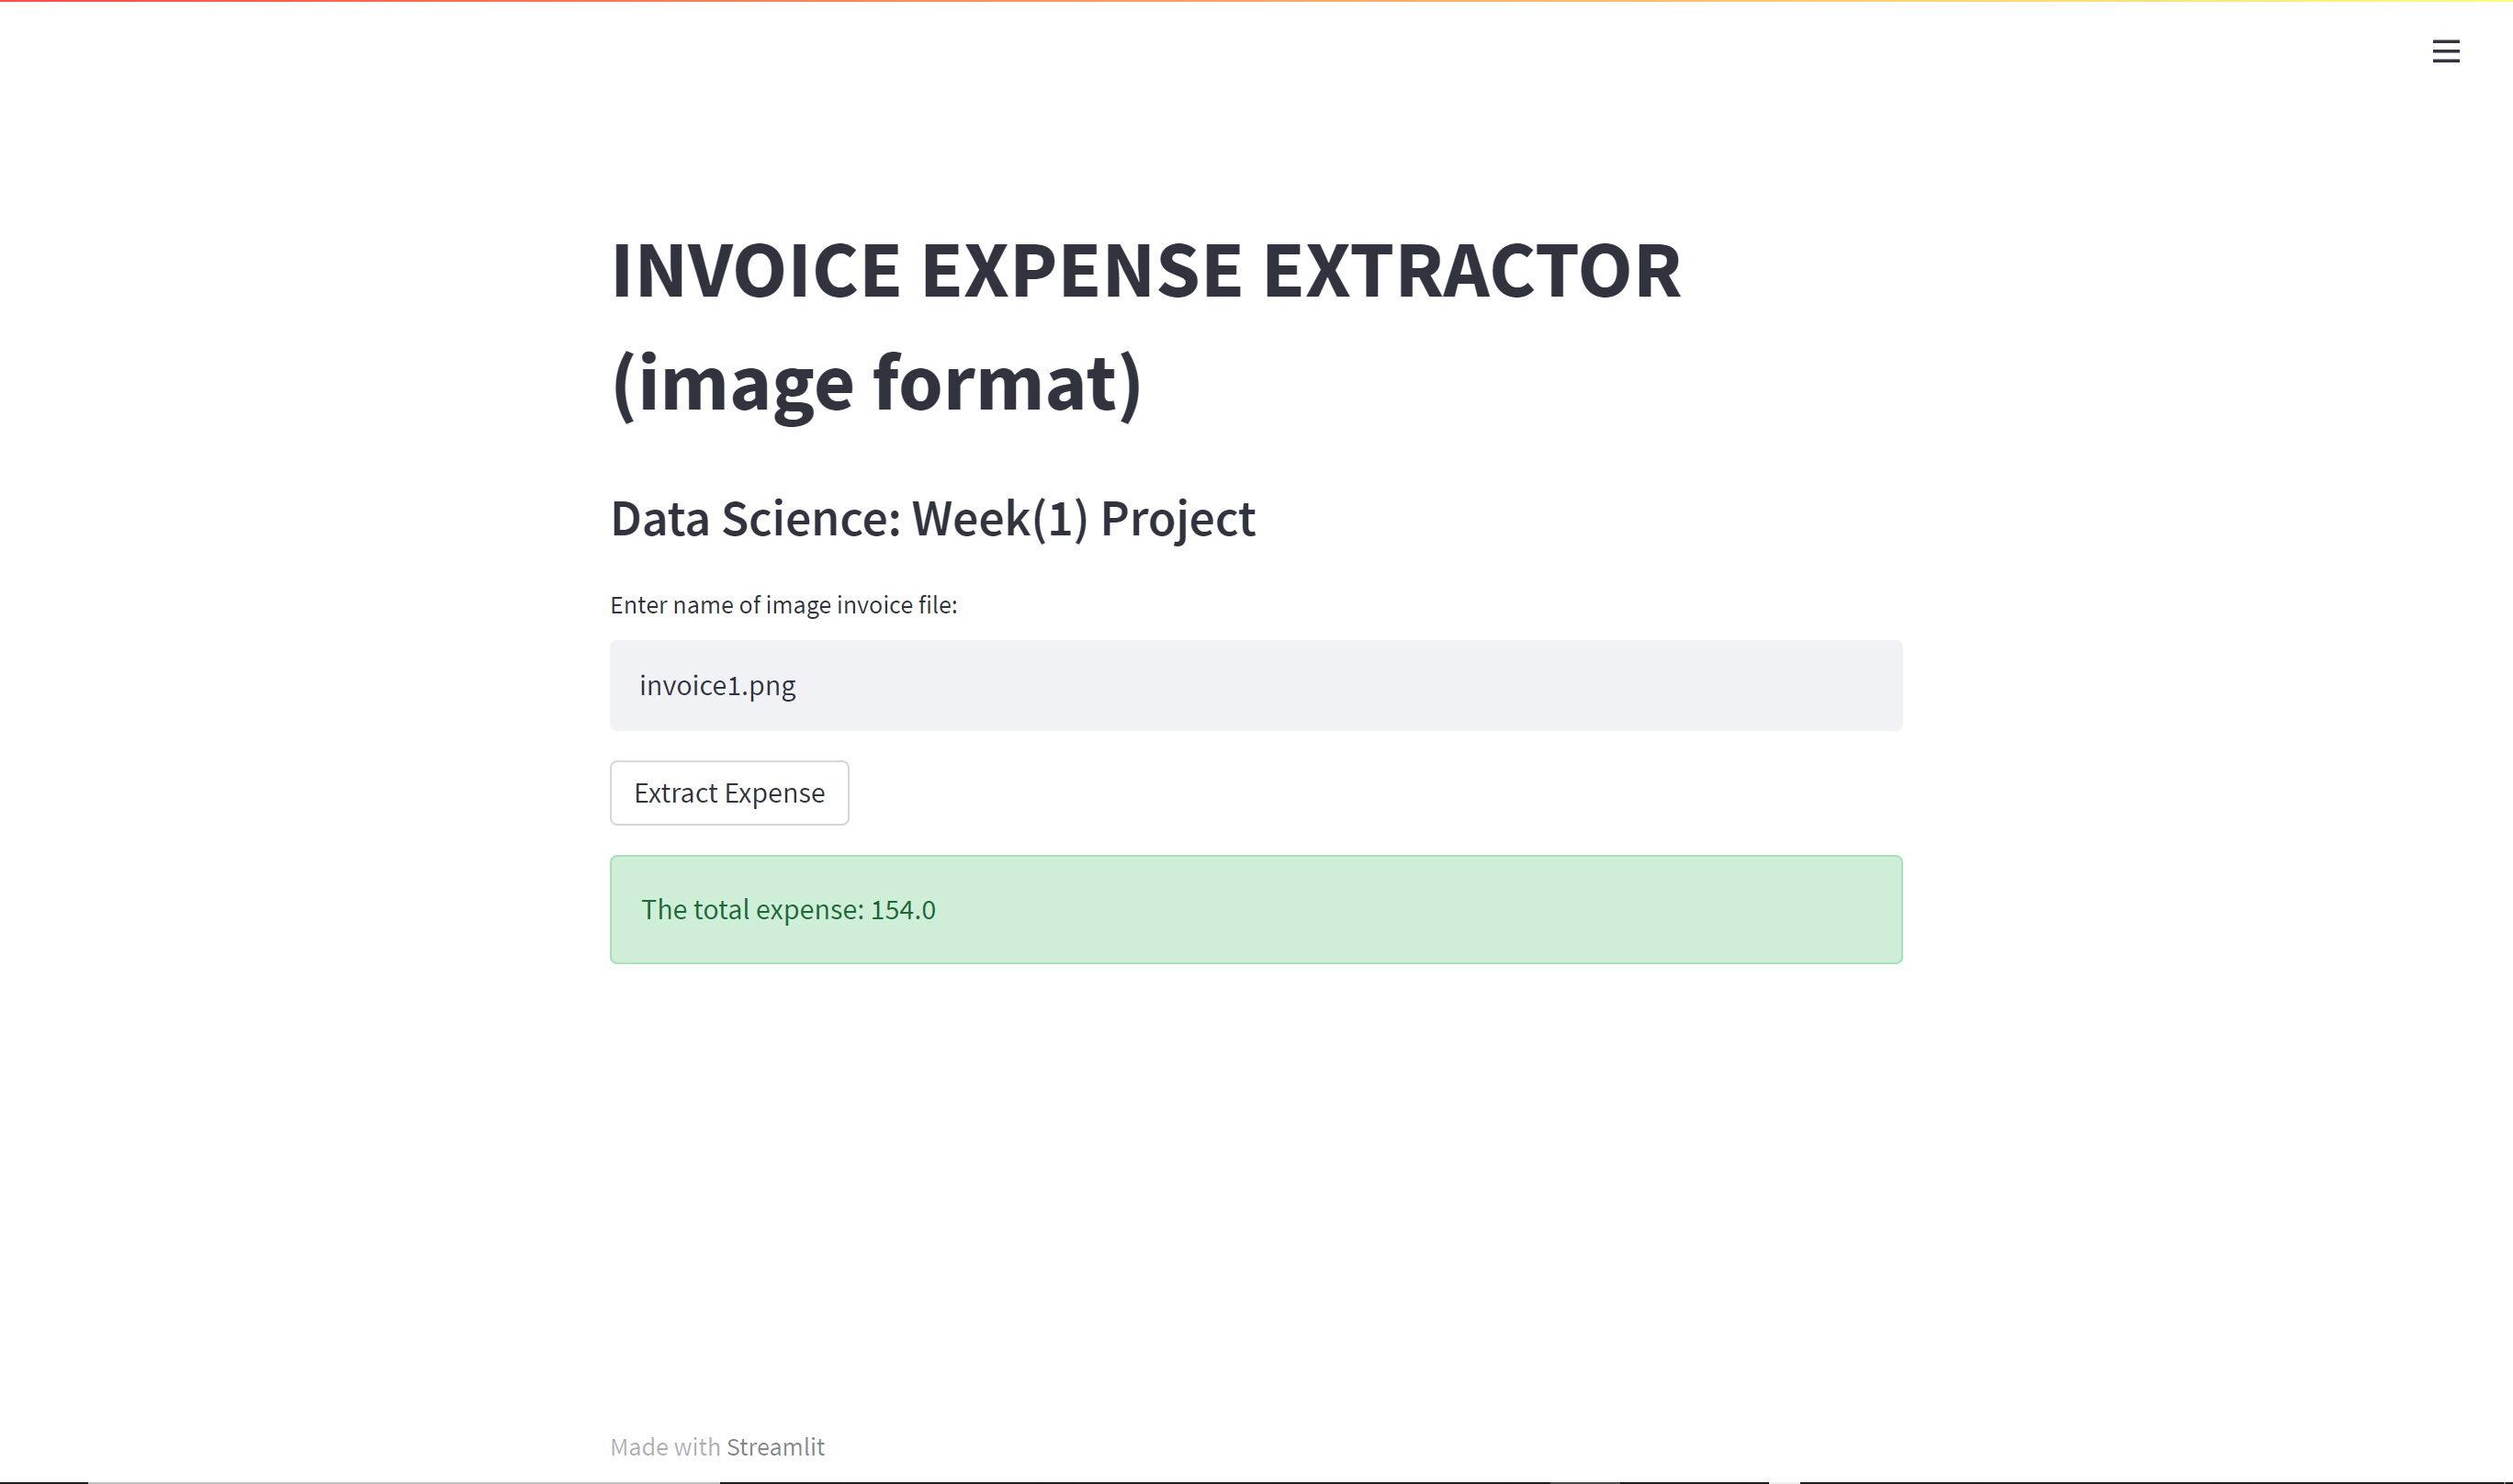 INVOICE EXPENSE EXTRACTOR
(image format)
Data Science: Week(1) Project
Enter name of image invoice file:
invoice1.png
Extract Expense
The total expense: 154.0
Made with Streamlit